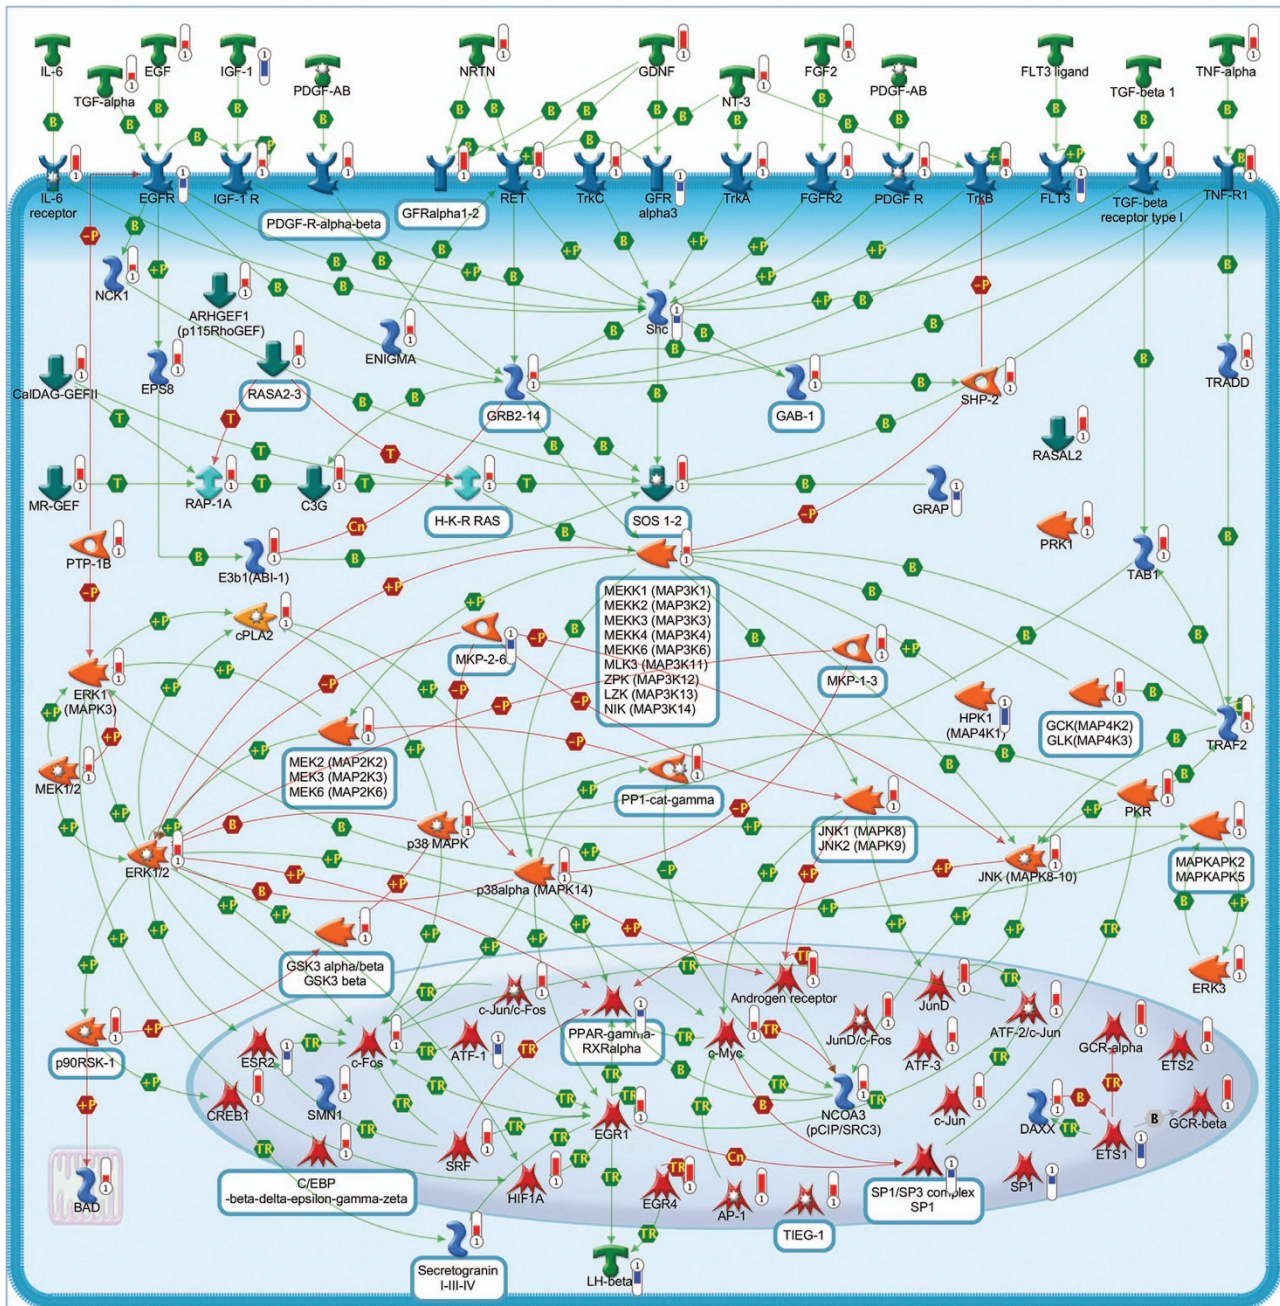 IL-6
TGF-alpha
EGF
IGF-1
PDGF-AB
NRTN
GDNF
NT-3
FGF2
PDGF-AB
FLT3 ligand
TGF-beta 1
TNF-alpha
IL-6
receptor
EGFR
IGF-1 R
PDGF-R-alpha-beta
GFRalpha1-2
RET
TrkC
GFR
alpha3
TrkA
FGFR2
PDGF R
TrkB
FLT3
TGF-beta
receptor type I
TNF-R1
NCK1
ARHGEF1
(p115RhoGEF)
Shc
ENIGMA
CalDAG-GEFII
EPS8
RASA2-3
GRB2-14
GAB-1
SHP-2
TRADD
RASAL2
MR-GEF
RAP-1A
C3G
H-K-R RAS
SOS 1-2
GRAP
PRK1
PTP-1B
E3b1(ABI-1)
TAB1
MEKK1 (MAP3K1)
MEKK2 (MAP3K2)
MEKK3 (MAP3K3)
MEKK4 (MAP3K4)
MEKK6 (MAP3K6)
MLK3 (MAP3K11)
ZPK (MAP3K12)
LZK (MAP3K13)
NIK (MAP3K14)
cPLA2
MKP-2-6
MKP-1-3
ERK1
(MAPK3)
HPK1
(MAP4K1)
GCK(MAP4K2)
GLK(MAP4K3)
TRAF2
MEK2 (MAP2K2)
MEK3 (MAP2K3)
MEK6 (MAP2K6)
MEK1/2
PP1-cat-gamma
PKR
JNK1 (MAPK8)
JNK2 (MAPK9)
p38 MAPK
ERK1/2
p38alpha (MAPK14)
JNK (MAPK8-10)
MAPKAPK2
MAPKAPK5
GSK3 alpha/beta
GSK3 beta
ERK3
c-Jun/c-Fos
Androgen receptor
JunD
ATF-2/c-Jun
p90RSK-1
ESR2
c-Fos
ATF-1
PPAR-gamma-
RXRalpha
c-Myc
JunD/c-Fos
ATF-3
GCR-alpha
ETS2
CREB1
SMN1
EGR1
NCOA3
(pCIP/SRC3)
c-Jun
DAXX
ETS1
GCR-beta
SRF
C/EBP
-beta-delta-epsilon-gamma-zeta
HIF1A
EGR4
AP-1
TIEG-1
SP1/SP3 complex
SP1
SP1
BAD
Secretogranin
I-III-IV
LH-beta